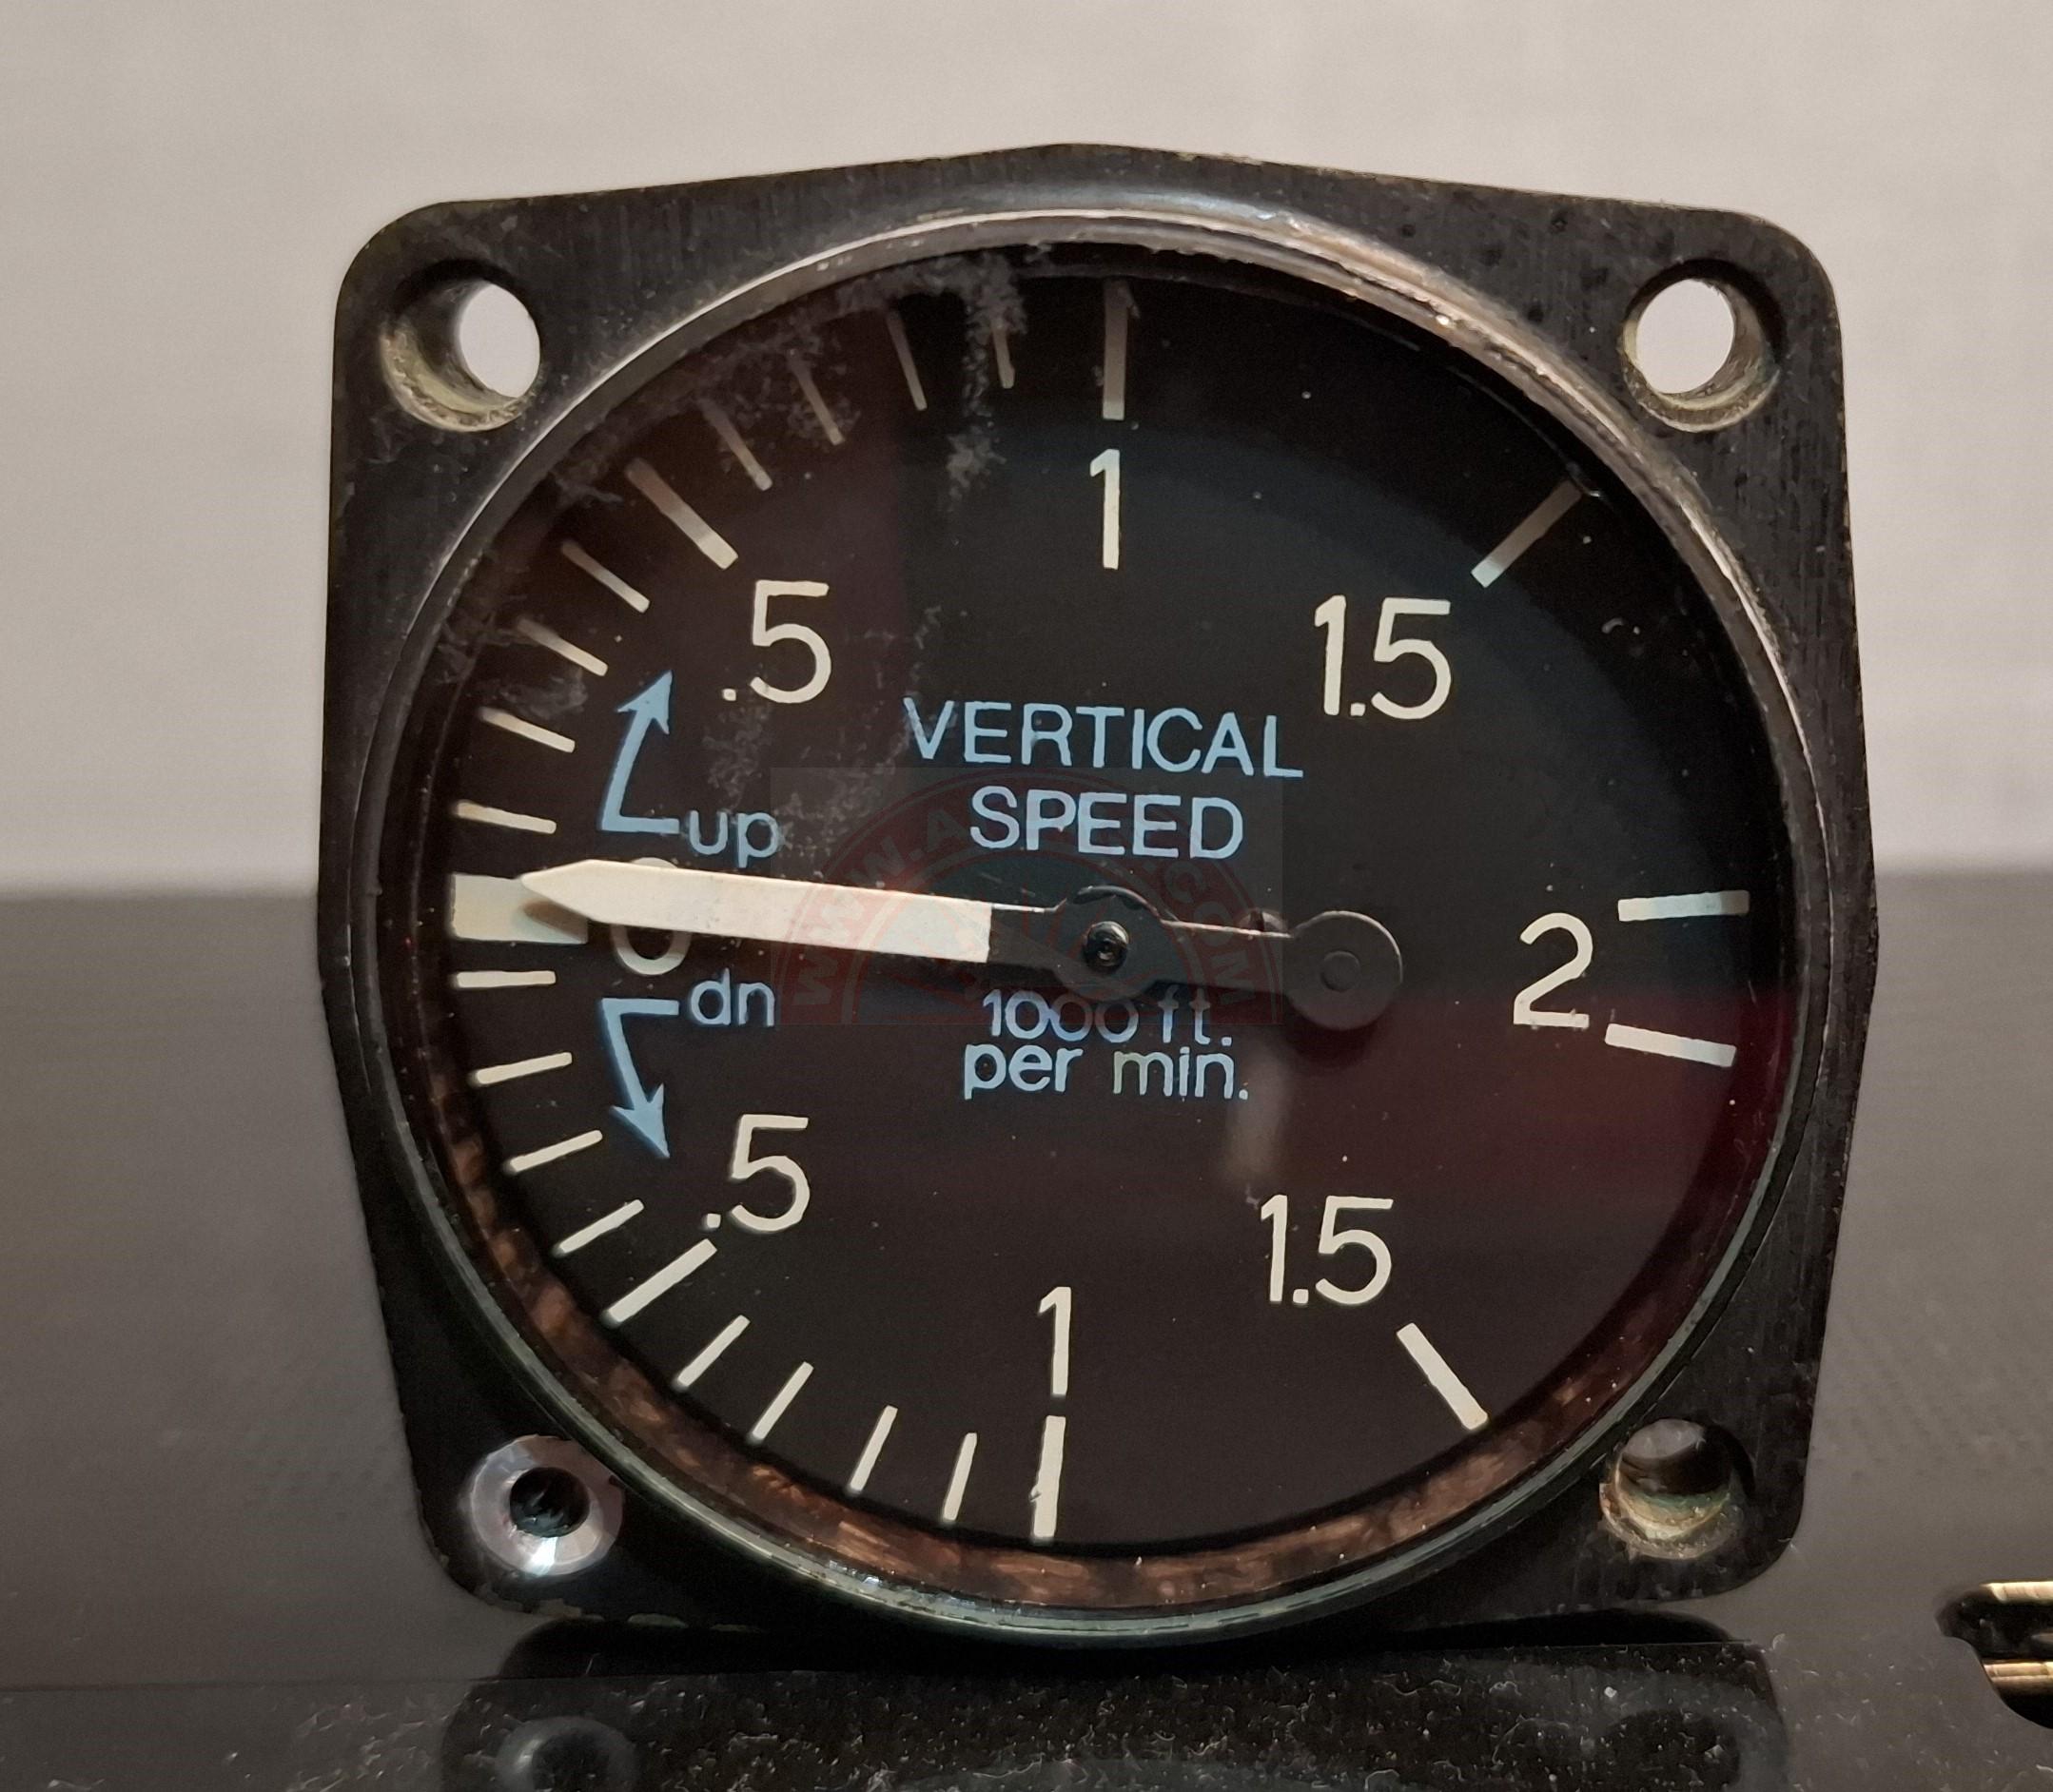 1
.5
1.5
VERTICAL
SPEED
up
0
2
dn
1000 ft.
per min.
.5
1.5
1